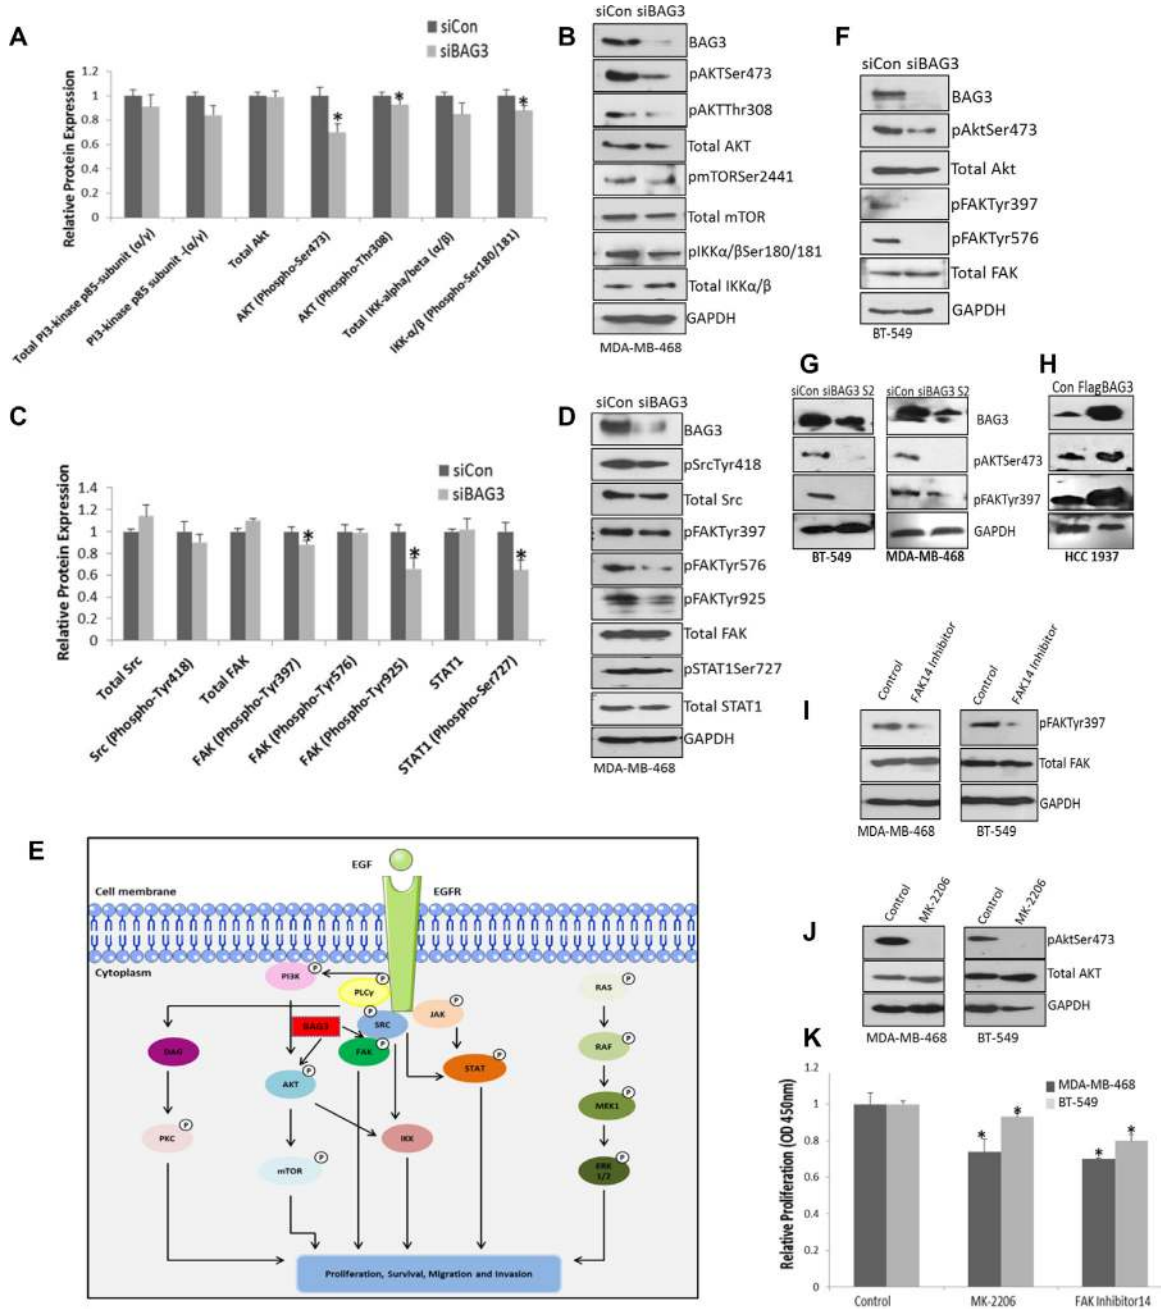 A
siCon
siBAG3
Relative Protein Expression
1.2
1
0.8
0.6
0.4
0.2
0
*
*
*
Total PI3-kinase p85-subunit (α/γ)
PI3-kinase p85 subunit -(α/γ)
Total Akt
AKT (Phospho-Ser473)
AKT (Phospho-Thr308)
Total IKK-alpha/beta (α/β)
IKK-α/β (Phospho-Ser180/181)
B
siCon siBAG3
BAG3
pAKTSer473
pAKTThr308
Total AKT
pmTORSer2441
Total mTOR
pIKKα/βSer180/181
Total IKKα/β
GAPDH
MDA-MB-468
F
siCon siBAG3
BAG3
pAktSer473
Total Akt
pFAKTyr397
pFAKTyr576
Total FAK
GAPDH
BT-549
C
siCon
siBAG3
Relative Protein Expression
1.4
1.2
1
0.8
0.6
0.4
0.2
0
*
*
*
Total Src
Src (Phospho-Tyr418)
Total FAK
FAK (Phospho-Tyr397)
FAK (Phospho-Tyr576)
FAK (Phospho-Tyr925)
STAT1
STAT1 (Phospho-Ser727)
D
siCon siBAG3
BAG3
pSrcTyr418
Total Src
pFAKTyr397
pFAKTyr576
pFAKTyr925
Total FAK
pSTAT1Ser727
Total STAT1
GAPDH
MDA-MB-468
G
siCon siBAG3 S2
siCon siBAG3 S2
BAG3
pAKTSer473
pFAKTyr397
GAPDH
BT-549
MDA-MB-468
H
Con FlagBAG3
HCC 1937
I
Control
FAK14 Inhibitor
Control
FAK14 Inhibitor
pFAKTyr397
Total FAK
GAPDH
MDA-MB-468
BT-549
E
EGF
EGFR
Cell membrane
Cytoplasm
PI3K
P
PLCγ
P
P
SRC
JAK
P
RAS
P
BAG3
FAK
P
DAG
AKT
P
STAT
P
RAF
P
MEK1
P
PKC
P
mTOR
P
IKK
ERK
1/2
P
Proliferation, Survival, Migration and Invasion
J
Control
MK-2206
Control
MK-2206
pAktSer473
Total AKT
GAPDH
MDA-MB-468
BT-549
K
MDA-MB-468
BT-549
Relative Proliferation (OD 450nm)
1.2
1
0.8
0.6
0.4
0.2
0
*
*
*
*
Control
MK-2206
FAK Inhibitor14